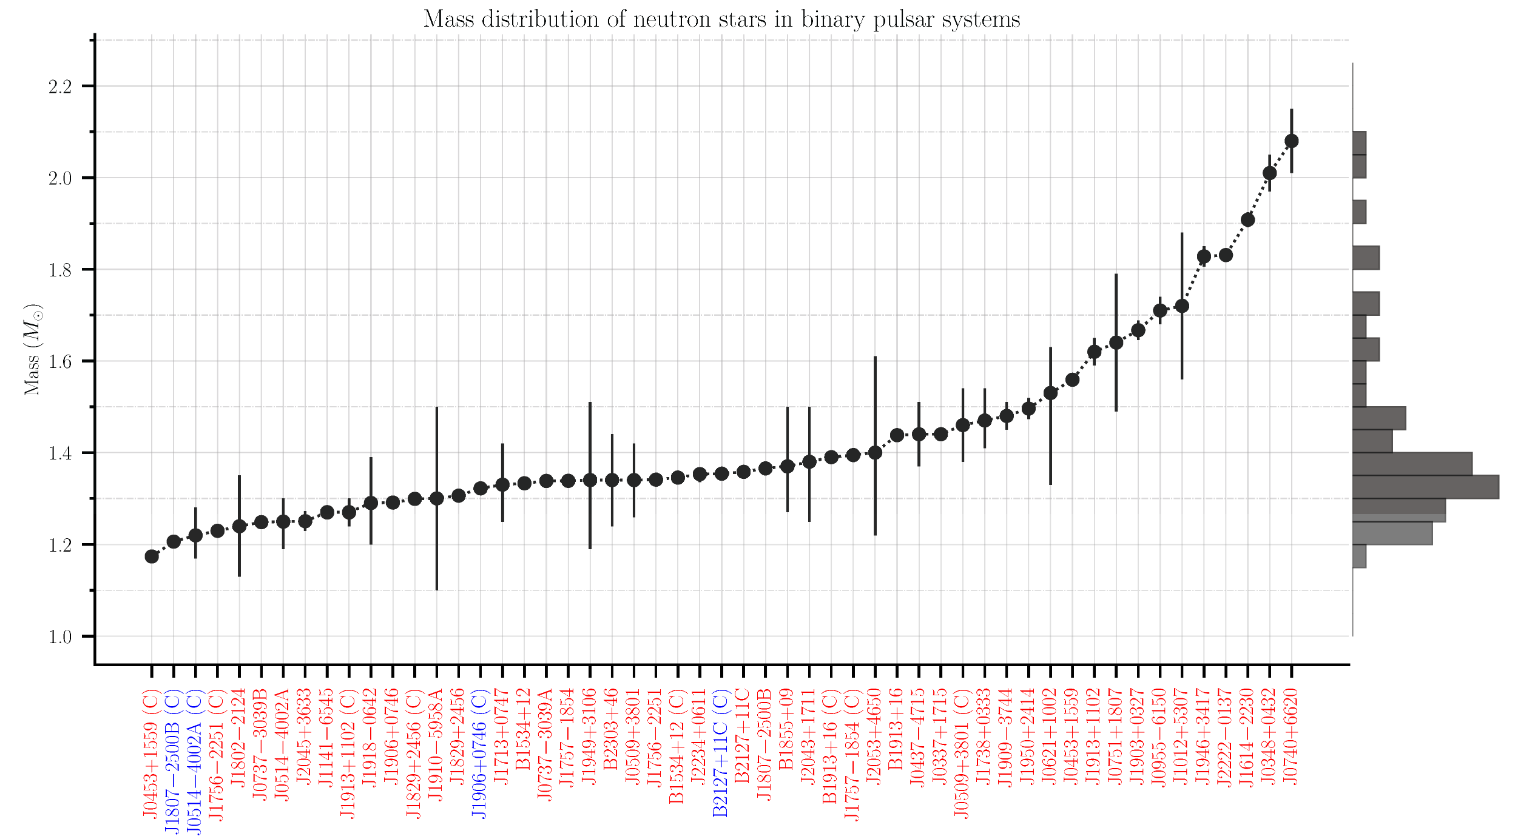 Mass distribution of neutron stars in binary pulsar systems
Mass (M☉)
2.2
2.0
1.8
1.6
1.4
1.2
1.0
J0453+1559 (C)
J1807−2500B (C)
J0514−4002A (C)
J1756−2251 (C)
J1802−2124
J0737−3039B
J0514−4002A
J2045+3633
J1141−6545
J1913+1102 (C)
J1918−0642
J1906+0746
J1829+2456 (C)
J1910−5958A
J1829+2456
J1906+0746 (C)
J1713+0747
B1534+12
J0737−3039A
J1757−1854
J1949+3106
B2303+46
J0509+3801
J1756−2251
B1534+12 (C)
J2234+0611
B2127+11C (C)
B2127+11C
J1807−2500B
B1855+09
J2043+1711
B1913+16 (C)
J1757−1854 (C)
J2053+4650
B1913+16
J0437−4715
J0337+1715
J0509+3801 (C)
J1738+0333
J1909−3744
J1950+2414
J0621+1002
J0453+1559
J1913+1102
J0751+1807
J1903+0327
J0955−6150
J1012+5307
J1946+3417
J2222−0137
J1614−2230
J0348+0432
J0740+6620